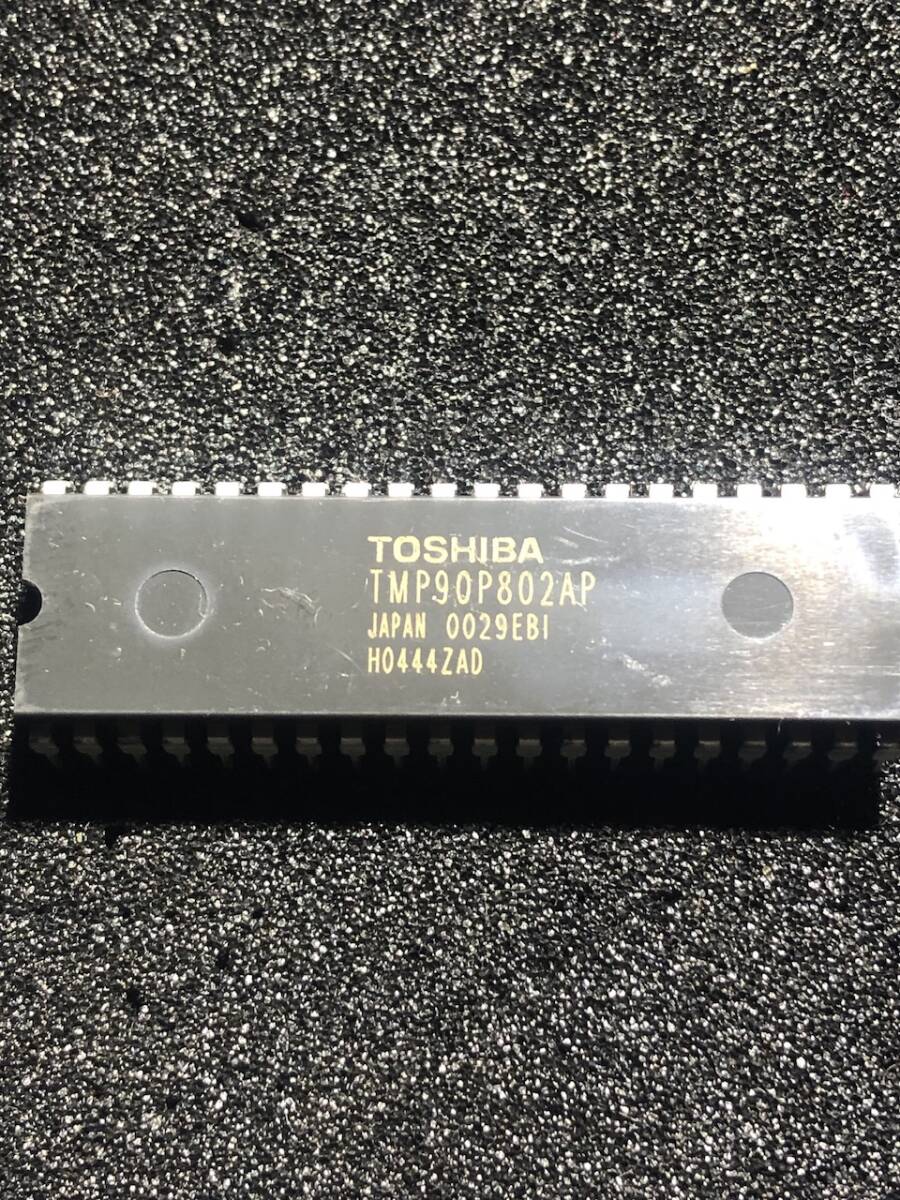 TOSHIBA
TMP90P802AP
JAPAN 0029EBI
H0444ZAD